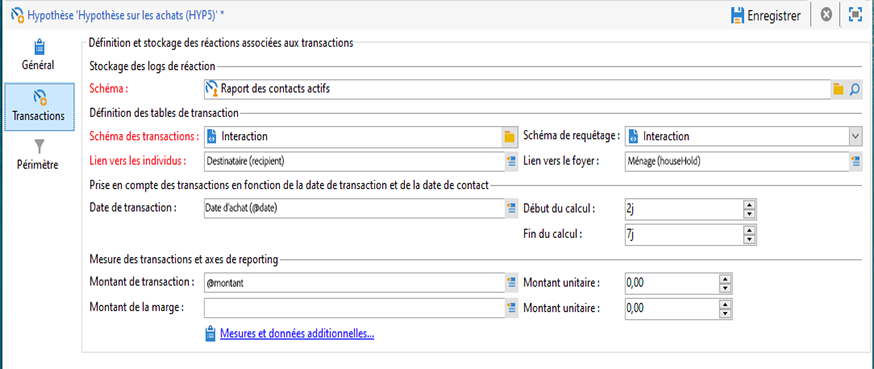 Hypothèse 'Hypothèse sur les achats (HYP5)' *
Enregistrer
Général
Transactions
Périmètre
Définition et stockage des réactions associées aux transactions
Stockage des logs de réaction
Schéma : Raport des contacts actifs
Définition des tables de transaction
Schéma des transactions : Interaction Schéma de requêtage : Interaction
Lien vers les individus : Destinataire (recipient) Lien vers le foyer : Ménage (houseHold)
Prise en compte des transactions en fonction de la date de transaction et de la date de contact
Date de transaction : Date d'achat (@date) Début du calcul : 2j
Fin du calcul : 7j
Mesure des transactions et axes de reporting
Montant de transaction : @montant Montant unitaire : 0,00
Montant de la marge : Montant unitaire : 0,00
Mesures et données additionnelles...